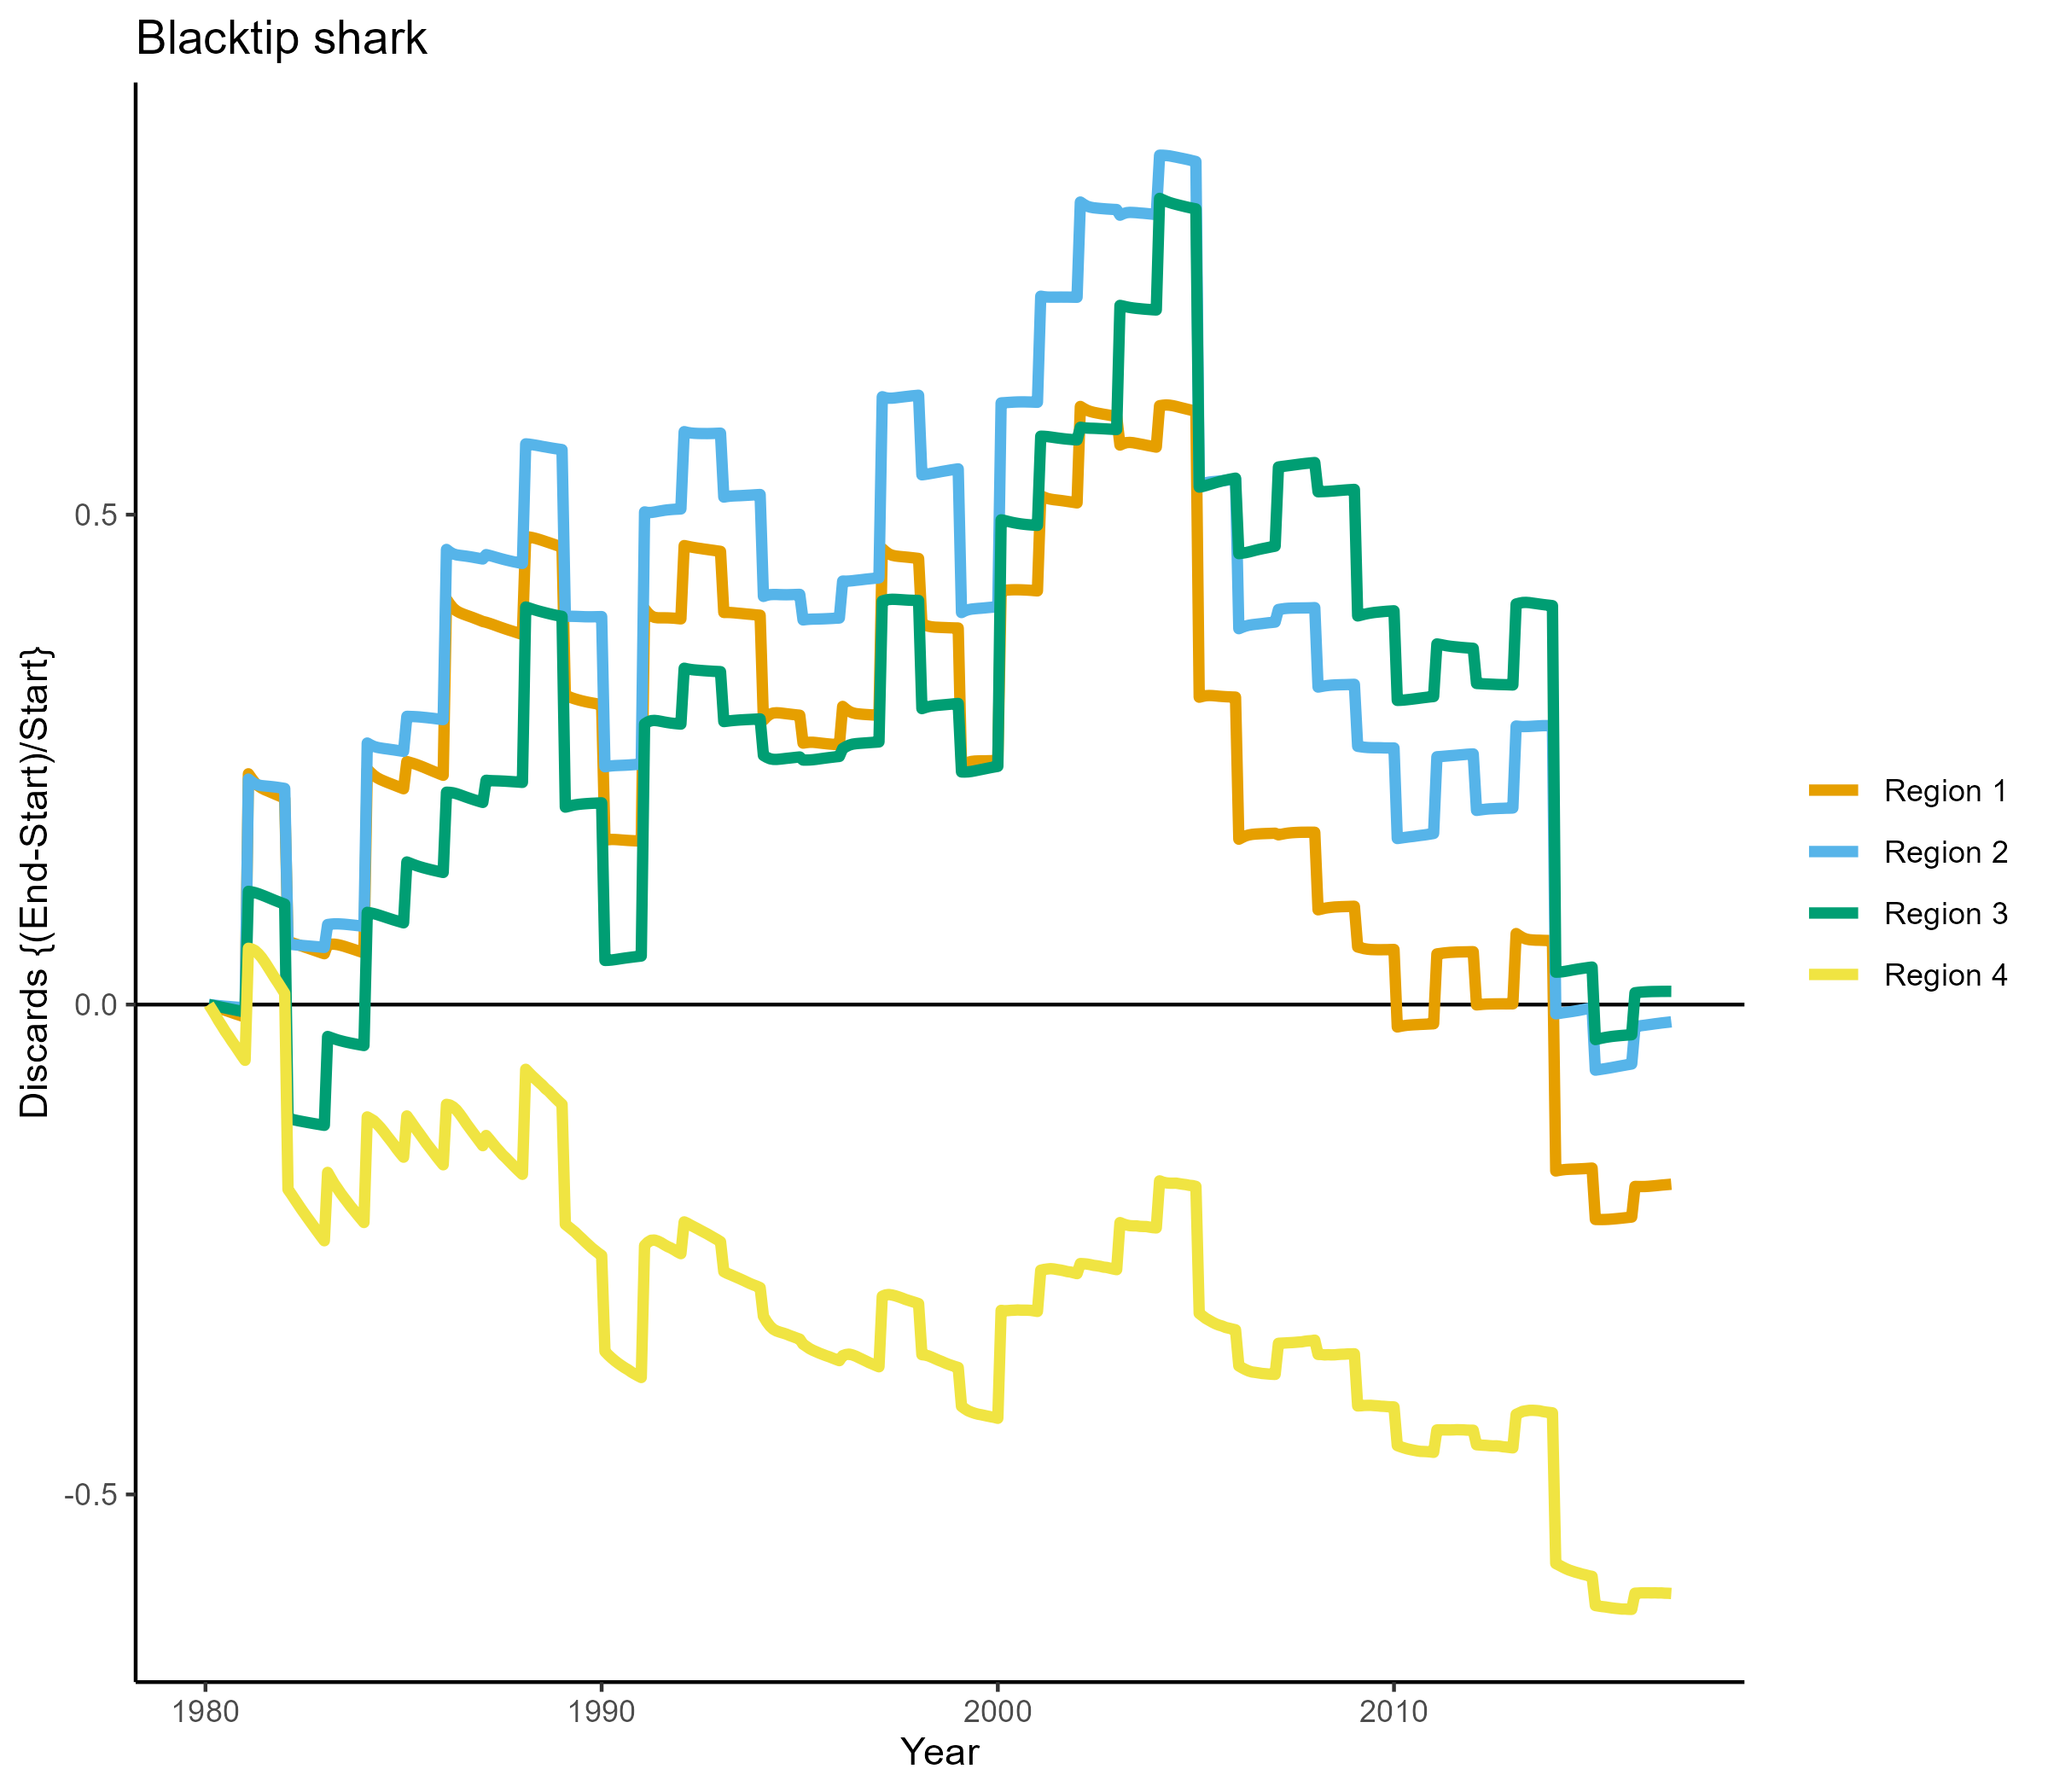 Blacktip shark
Discards {(End-Start)/Start}
0.5
0.0
-0.5
1980
1990
2000
2010
Year
Region 1
Region 2
Region 3
Region 4